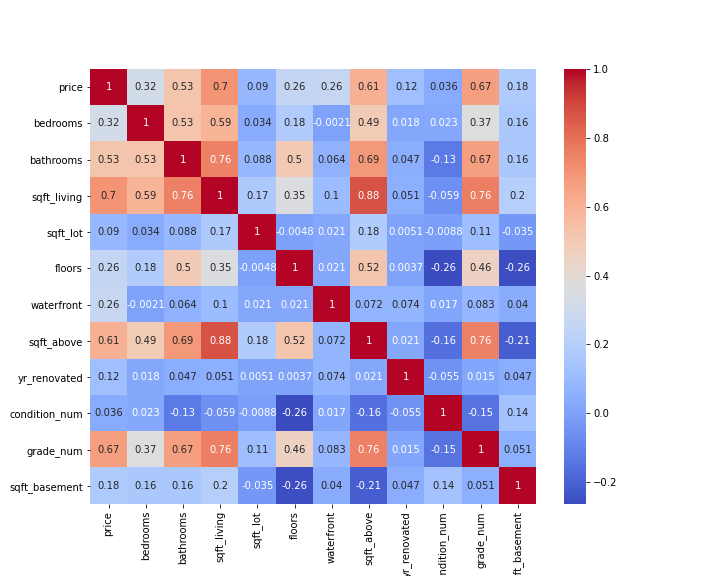 price 1 0.32 0.53 0.7 0.09 0.26 0.26 0.61 0.12 0.036 0.67 0.18
bedrooms 0.32 1 0.53 0.59 0.034 0.18 -0.0021 0.49 0.018 0.023 0.37 0.16
bathrooms 0.53 0.53 1 0.76 0.088 0.5 0.064 0.69 0.047 -0.13 0.67 0.16
sqft_living 0.7 0.59 0.76 1 0.17 0.35 0.1 0.88 0.051 -0.059 0.76 0.2
sqft_lot 0.09 0.034 0.088 0.17 1 -0.0048 0.021 0.18 0.0051 -0.0088 0.11 -0.035
floors 0.26 0.18 0.5 0.35 -0.0048 1 0.021 0.52 0.0037 -0.26 0.46 -0.26
waterfront 0.26 -0.0021 0.064 0.1 0.021 0.021 1 0.072 0.074 0.017 0.083 0.04
sqft_above 0.61 0.49 0.69 0.88 0.18 0.52 0.072 1 0.021 -0.16 0.76 -0.21
yr_renovated 0.12 0.018 0.047 0.051 0.0051 0.0037 0.074 0.021 1 -0.055 0.015 0.047
condition_num 0.036 0.023 -0.13 -0.059 -0.0088 -0.26 0.017 -0.16 -0.055 1 -0.15 0.14
grade_num 0.67 0.37 0.67 0.76 0.11 0.46 0.083 0.76 0.015 -0.15 1 0.051
sqft_basement 0.18 0.16 0.16 0.2 -0.035 -0.26 0.04 -0.21 0.047 0.14 0.051 1
price
bedrooms
bathrooms
sqft_living
sqft_lot
floors
waterfront
sqft_above
yr_renovated
ndition_num
grade_num
ft_basement
1.0
0.8
0.6
0.4
0.2
0.0
-0.2